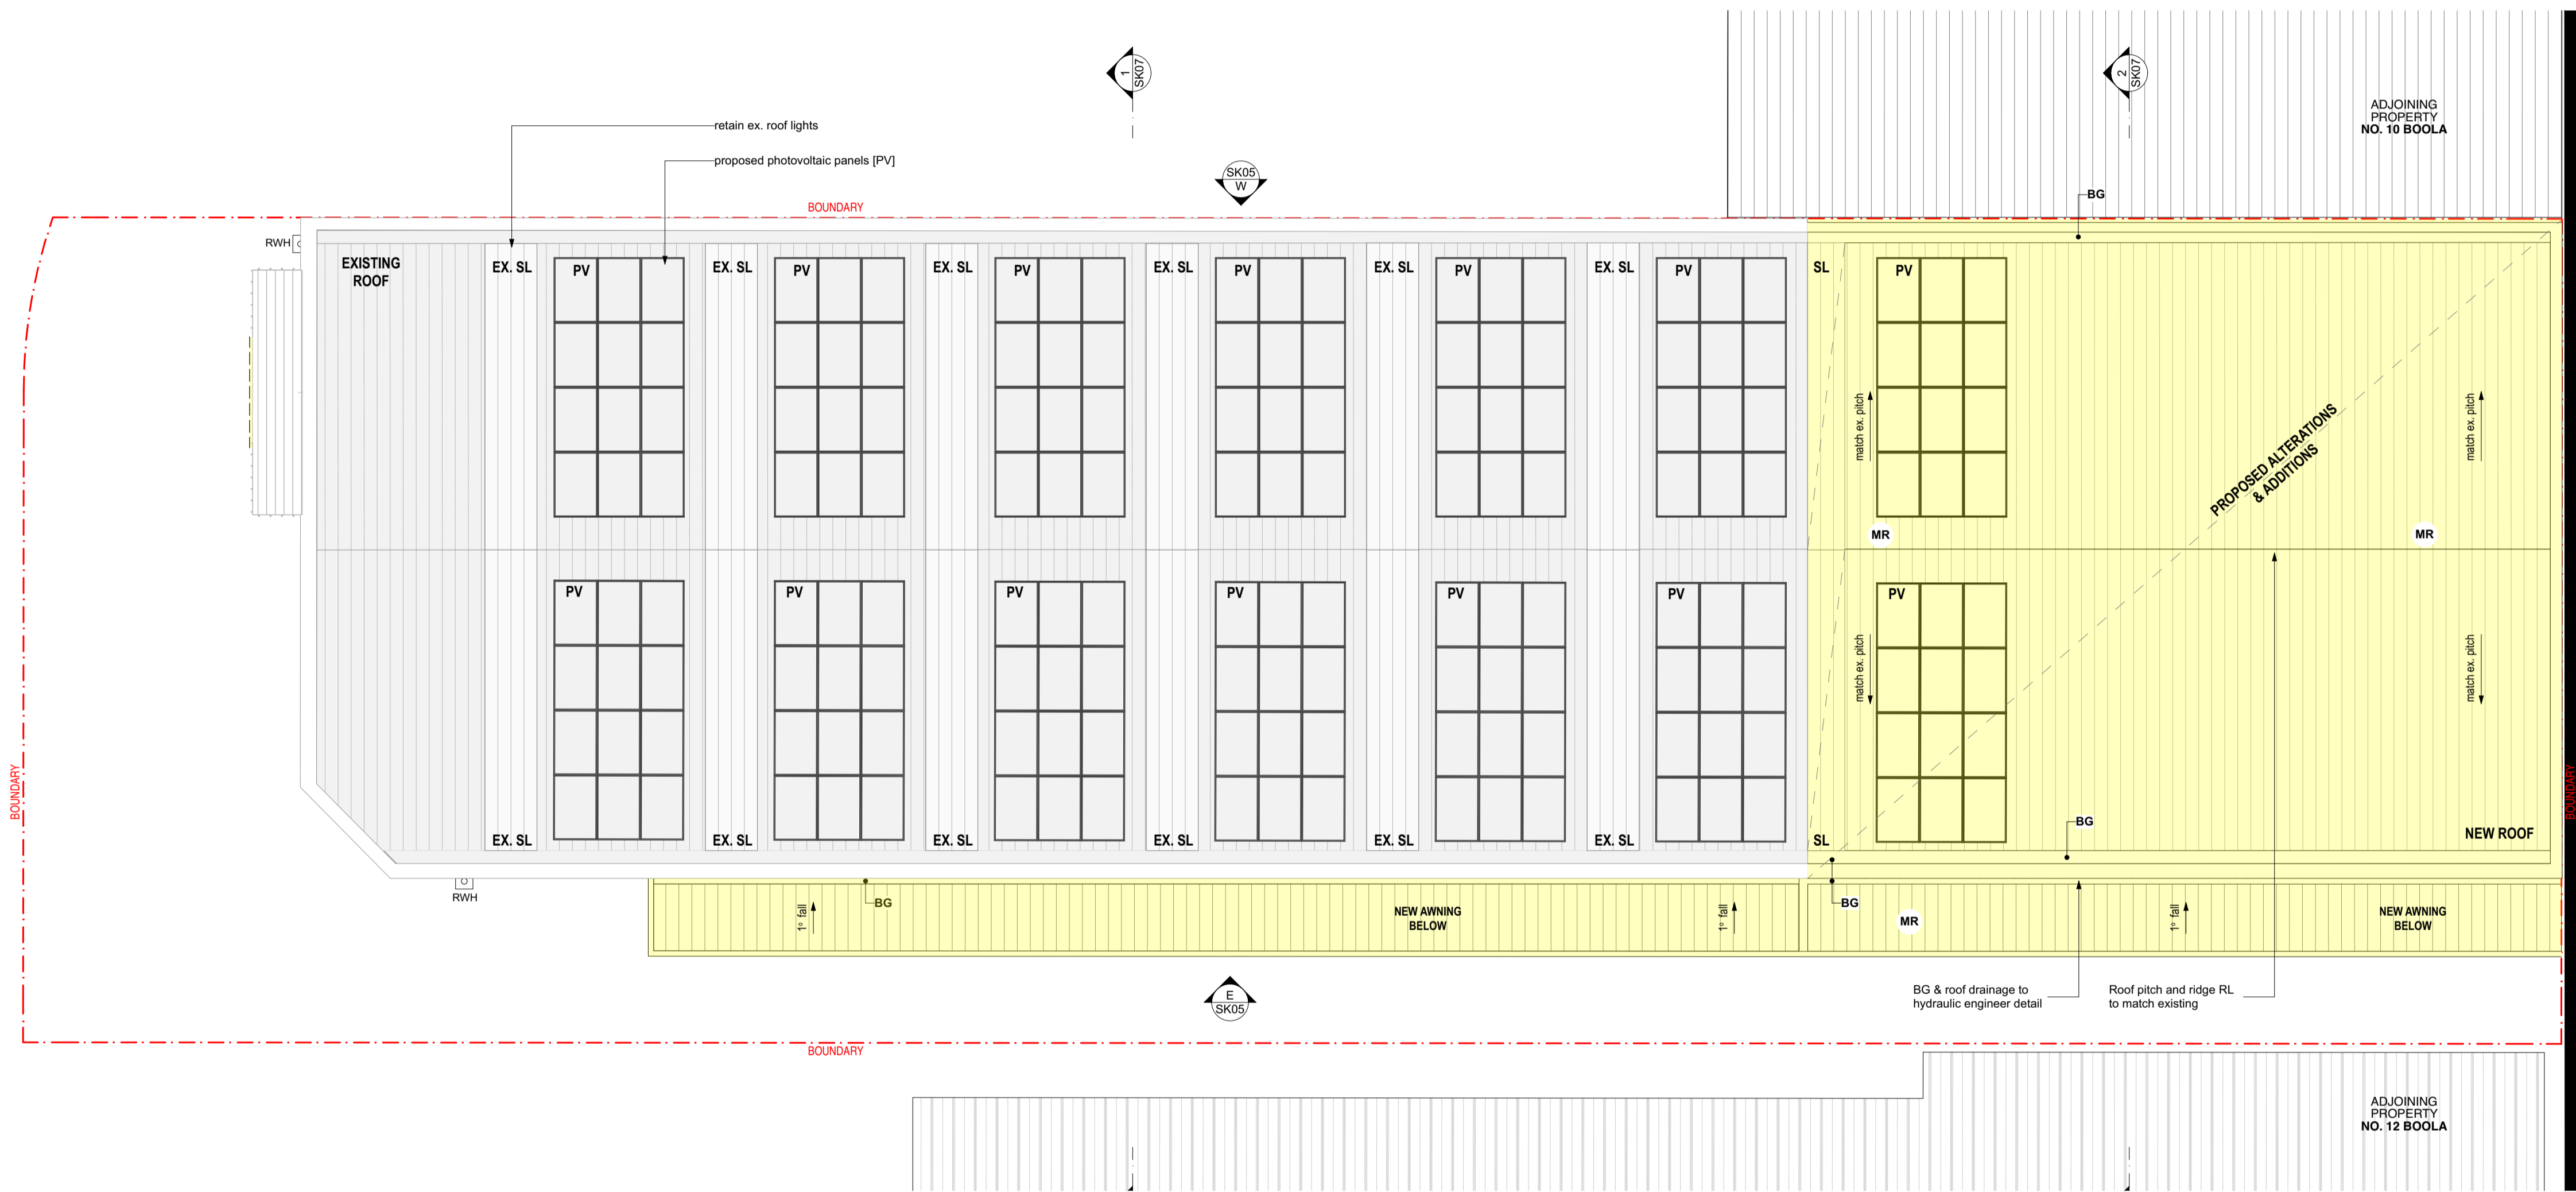 1
SK07
2
SK07
ADJOINING
PROPERTY
NO. 10 BOOLA
retain ex. roof lights
proposed photovoltaic panels [PV]
SK05
W
BG
BOUNDARY
RWH
EXISTING
ROOF
EX. SL
PV
EX. SL
PV
EX. SL
PV
EX. SL
PV
EX. SL
PV
EX. SL
PV
SL
PV
match ex. pitch
match ex. pitch
PROPOSED ALTERATIONS
& ADDITIONS
MR
MR
PV
PV
PV
PV
PV
PV
PV
match ex. pitch
match ex. pitch
BOUNDARY
BOUNDARY
EX. SL
EX. SL
EX. SL
EX. SL
EX. SL
EX. SL
SL
BG
NEW ROOF
RWH
BG
BG
1° fall
NEW AWNING
BELOW
1° fall
MR
1° fall
NEW AWNING
BELOW
E
SK05
BG & roof drainage to
hydraulic engineer detail
Roof pitch and ridge RL
to match existing
BOUNDARY
ADJOINING
PROPERTY
NO. 12 BOOLA